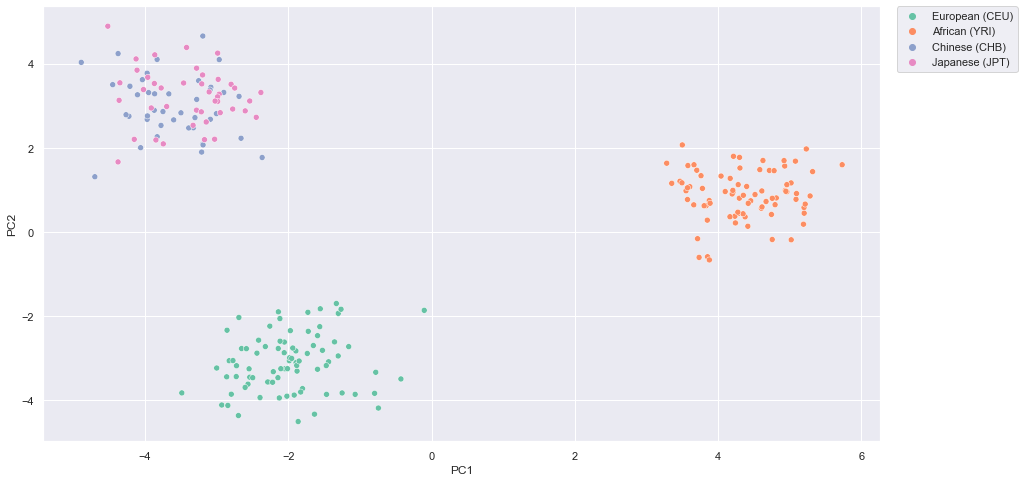 European (CEU)
African (YRI)
Chinese (CHB)
Japanese (JPT)
PC2
4
2
0
−2
−4
−4
−2
0
2
4
6
PC1